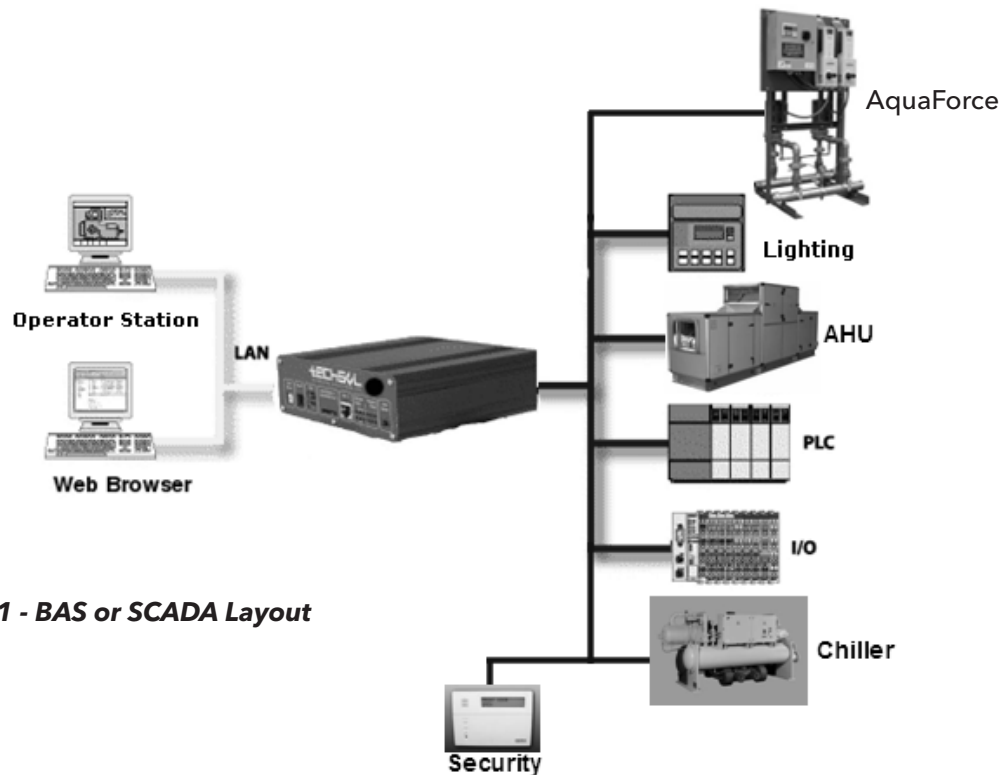 AquaForce
Lighting
Operator Station
AHU
LAN
PLC
Web Browser
I/O
1 - BAS or SCADA Layout
Chiller
Security